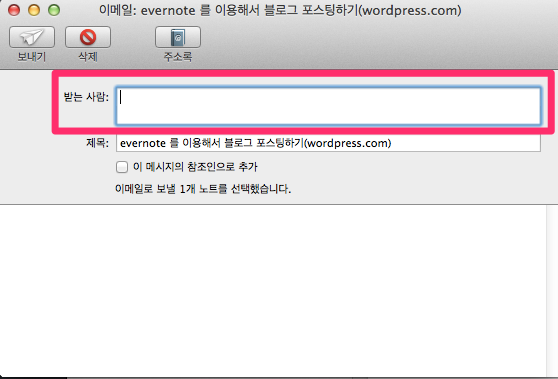 이메일: evernote 를 이용해서 블로그 포스팅하기(wordpress.com)
보내기 삭제 주소록
받는 사람:
제목: evernote 를 이용해서 블로그 포스팅하기(wordpress.com)
이 메시지의 참조인으로 추가
이메일로 보낼 1개 노트를 선택했습니다.